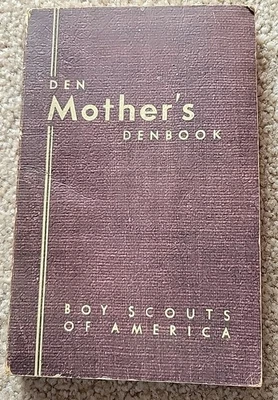 DEN
Mother's
DENBOOK
BOY SCOUTS
OF AMERICA